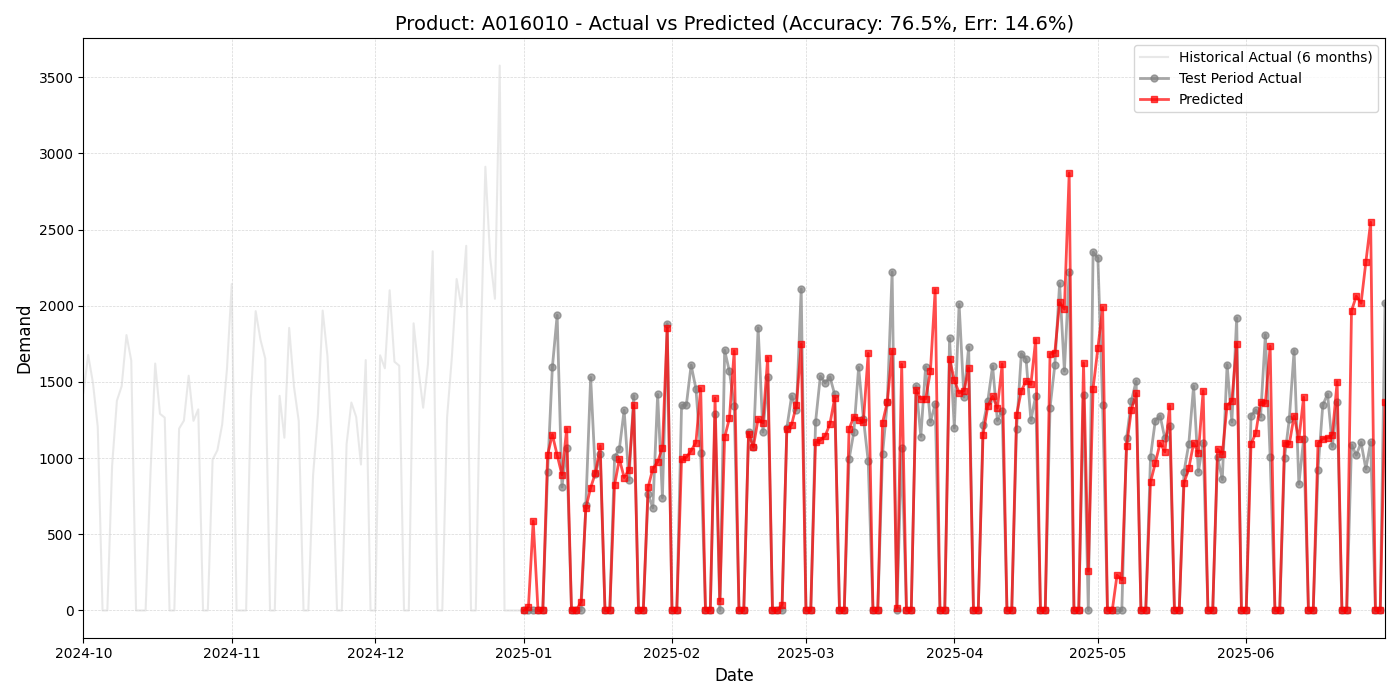 Product: A016010 - Actual vs Predicted (Accuracy: 76.5%, Err: 14.6%)
Historical Actual (6 months)
Test Period Actual
Predicted
Demand
3500
3000
2500
2000
1500
1000
500
0
2024-10
2024-11
2024-12
2025-01
2025-02
2025-03
2025-04
2025-05
2025-06
Date